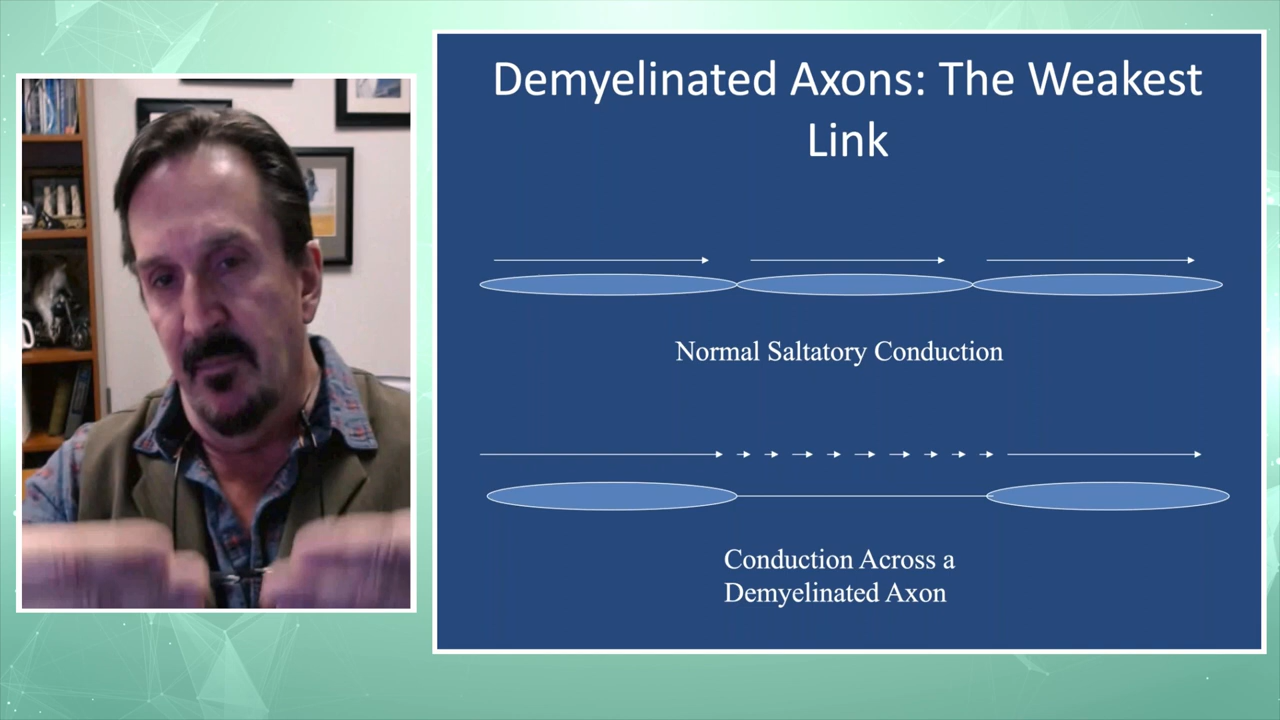 Demyelinated Axons: The Weakest
Link
Normal Saltatory Conduction
Conduction Across a
Demyelinated Axon